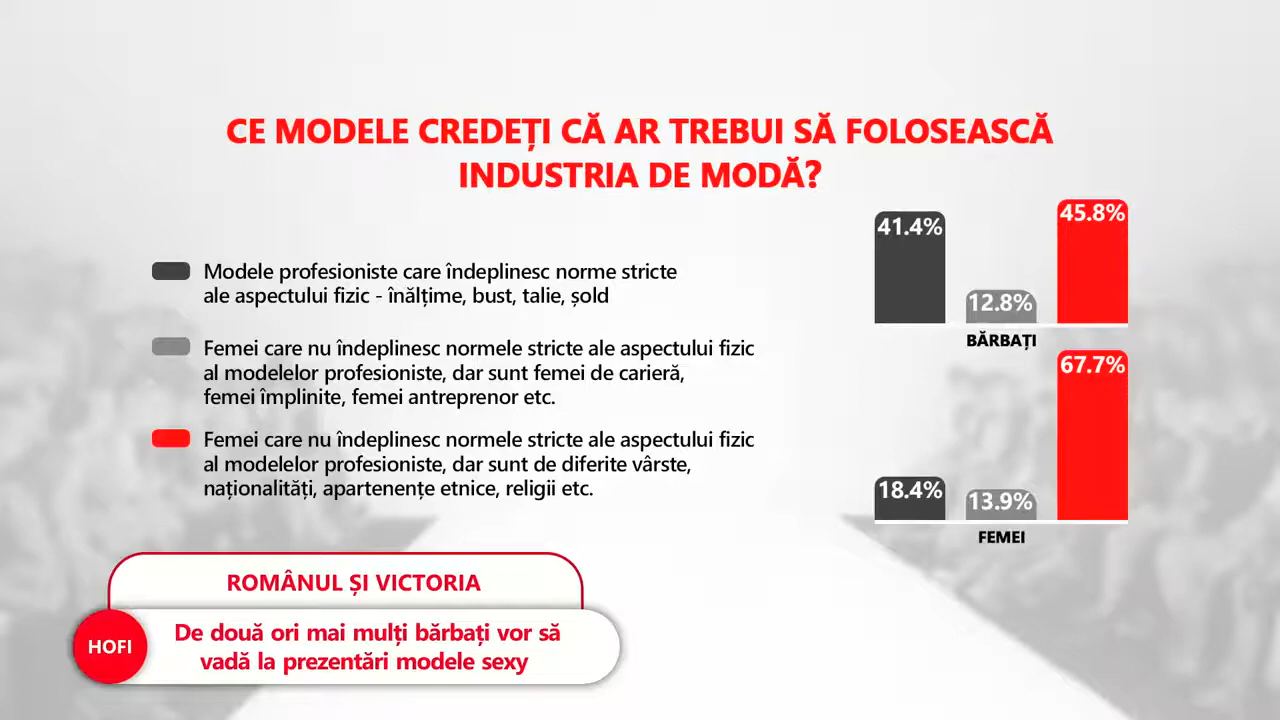 CE MODELE CREDEȚI CĂ AR TREBUI SĂ FOLOSEASCĂ
INDUSTRIA DE MODĂ?
Modele profesioniste care îndeplinesc norme stricte
ale aspectului fizic - înălțime, bust, talie, șold
Femei care nu îndeplinesc normele stricte ale aspectului fizic
al modelelor profesioniste, dar sunt femei de carieră,
femei împlinite, femei antreprenor etc.
Femei care nu îndeplinesc normele stricte ale aspectului fizic
al modelelor profesioniste, dar sunt de diferite vârste,
naționalități, apartenențe etnice, religii etc.
41.4%
12.8%
45.8%
BĂRBAȚI
18.4%
13.9%
67.7%
FEMEI
ROMÂNUL ȘI VICTORIA
HOFI
De două ori mai mulți bărbați vor să
vadă la prezentări modele sexy